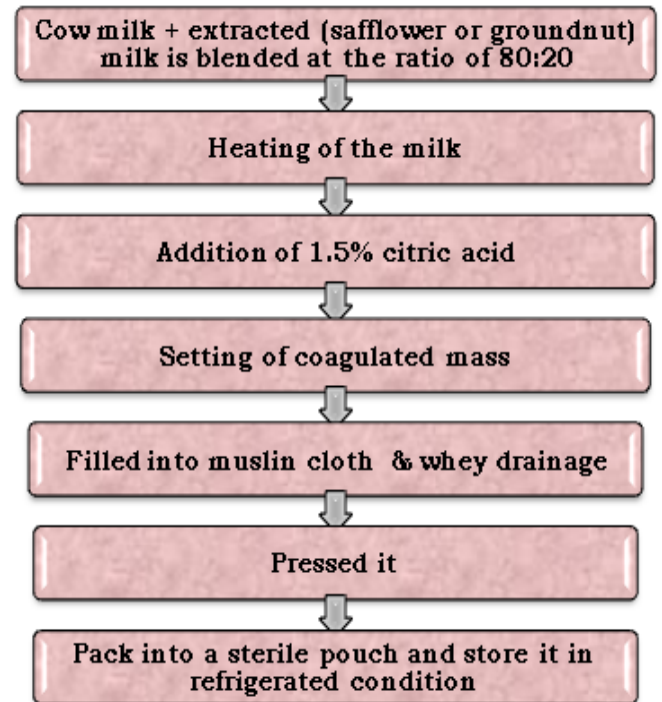 Cow milk + extracted (safflower or groundnut)
milk is blended at the ratio of 80:20
Heating of the milk
Addition of 1.5% citric acid
Setting of coagulated mass
Filled into muslin cloth & whey drainage
Pressed it
Pack into a sterile pouch and store it in
refrigerated condition